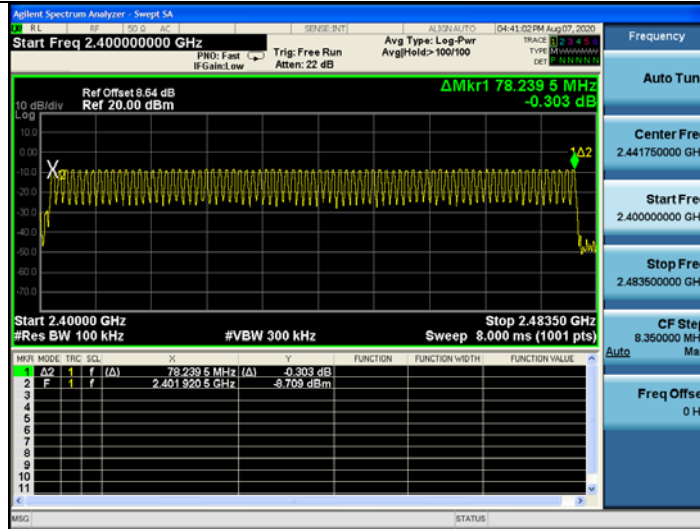 Agilent Spectrum Analyzer - Swept SA
RL RF 50 Ω AC SENSE:INT ALIGN AUTO 04:41:02 PM Aug 07, 2020
Start Freq 2.400000000 GHz
PNO: Fast
IFGain:Low
Trig: Free Run
Atten: 22 dB
Avg Type: Log-Pwr
Avg|Hold:>100/100
TRACE 1 2 3 4 5 6
TYPE M
DET P N N N N N
Ref Offset 8.64 dB
Ref 20.00 dBm
ΔMkr1 78.239 5 MHz
-0.303 dB
10 dB/div
Log
10.0
0.00
-10.0
-20.0
-30.0
-40.0
-50.0
-60.0
-70.0
1Δ2
Start 2.40000 GHz
Stop 2.48350 GHz
#Res BW 100 kHz
#VBW 300 kHz
Sweep 8.000 ms (1001 pts)
MKR MODE TRC SCL X Y FUNCTION FUNCTION WIDTH FUNCTION VALUE
1 Δ2 1 f (Δ) 78.239 5 MHz (Δ) -0.303 dB
2 F 1 f 2.401 920 5 GHz -8.709 dBm
3
4
5
6
7
8
9
10
11
MSG
STATUS
Frequency
Auto Tun
Center Fre
2.441750000 GH
Start Fre
2.400000000 GH
Stop Fre
2.483500000 GH
CF Ste
8.350000 MH
Auto Ma
Freq Offse
0 H